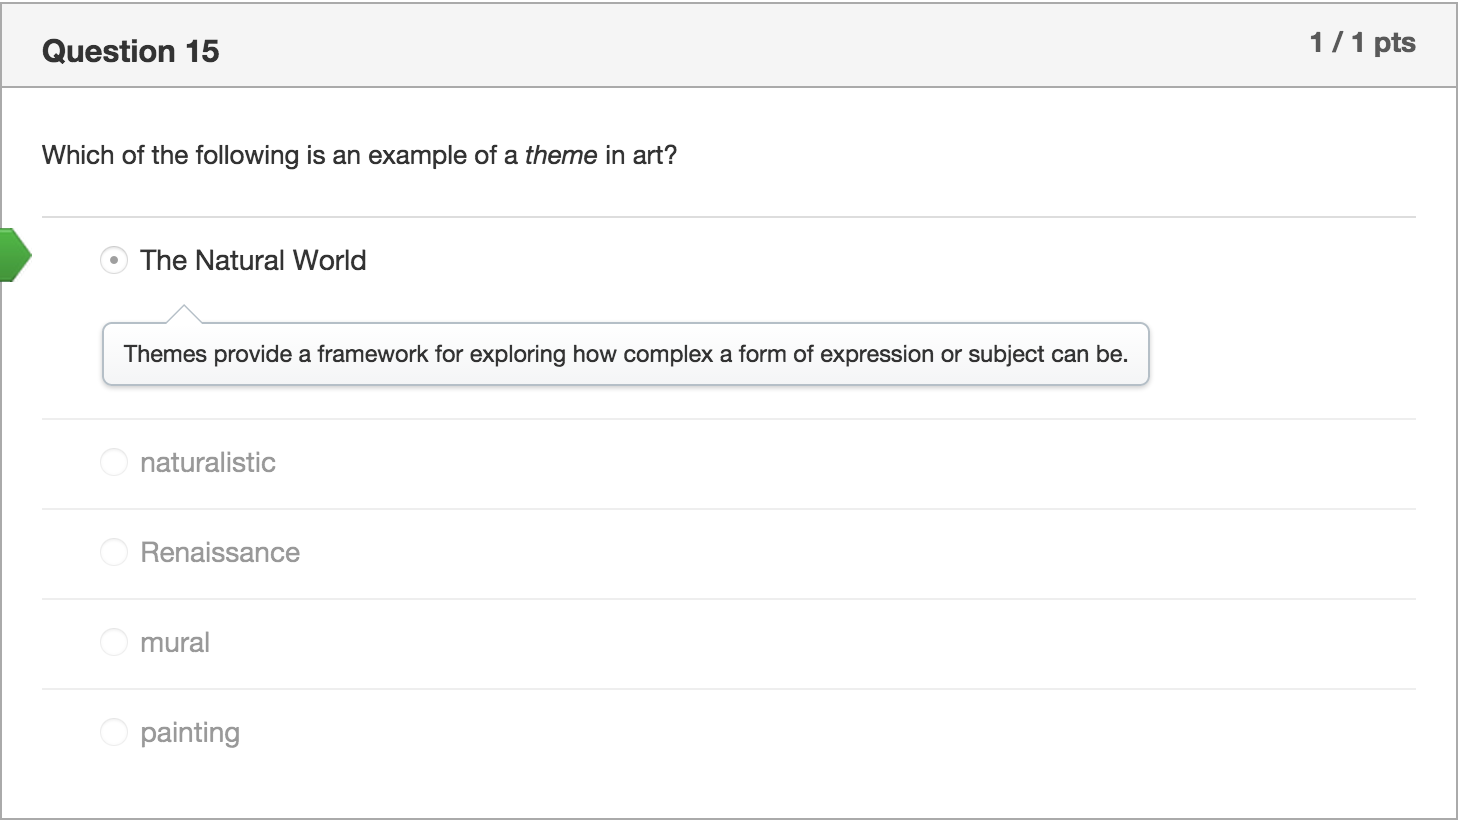 Question 15
1 / 1 pts
Which of the following is an example of a theme in art?
The Natural World
Themes provide a framework for exploring how complex a form of expression or subject can be.
naturalistic
Renaissance
mural
painting